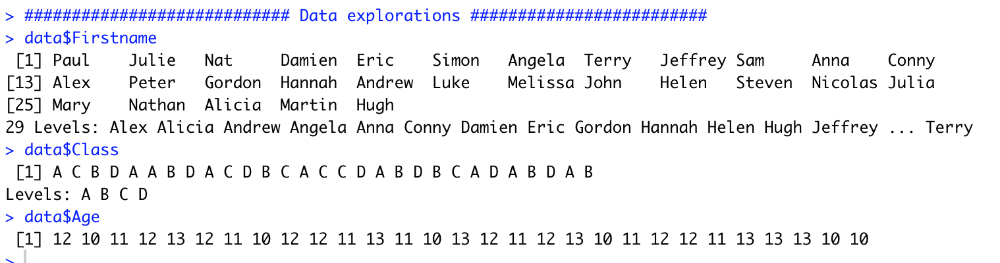 > ############################ Data explorations #########################
> data$Firstname
 [1] Paul    Julie   Nat     Damien  Eric    Simon   Angela  Terry   Jeffrey Sam     Anna    Conny
[13] Alex    Peter   Gordon  Hannah  Andrew  Luke    Melissa John    Helen   Steven  Nicolas Julia
[25] Mary    Nathan  Alicia  Martin  Hugh
29 Levels: Alex Alicia Andrew Angela Anna Conny Damien Eric Gordon Hannah Helen Hugh Jeffrey ... Terry
> data$Class
 [1] A C B D A A B D A C D B C A C C D A B D B C A D A B D A B
Levels: A B C D
> data$Age
 [1] 12 10 11 12 13 12 11 10 12 12 11 13 11 10 13 12 11 12 13 10 11 12 12 11 13 13 13 10 10
>